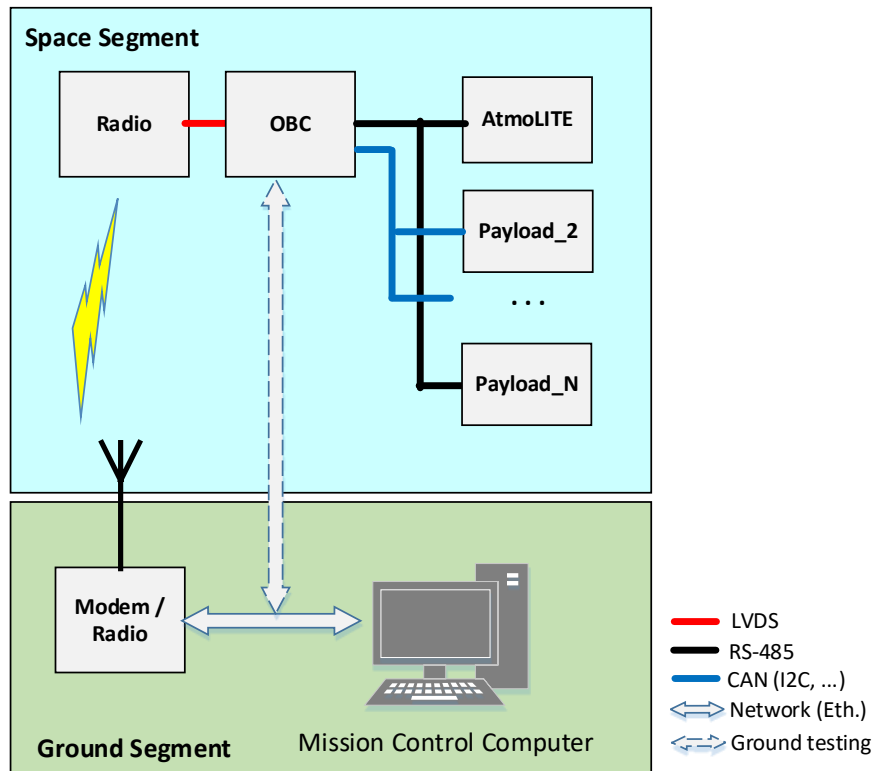 Space Segment
Radio
OBC
AtmoLITE
Payload_2
...
Payload_N
Modem /
Radio
Ground Segment
Mission Control Computer
LVDS
RS-485
CAN (I2C, ...)
Network (Eth.)
Ground testing